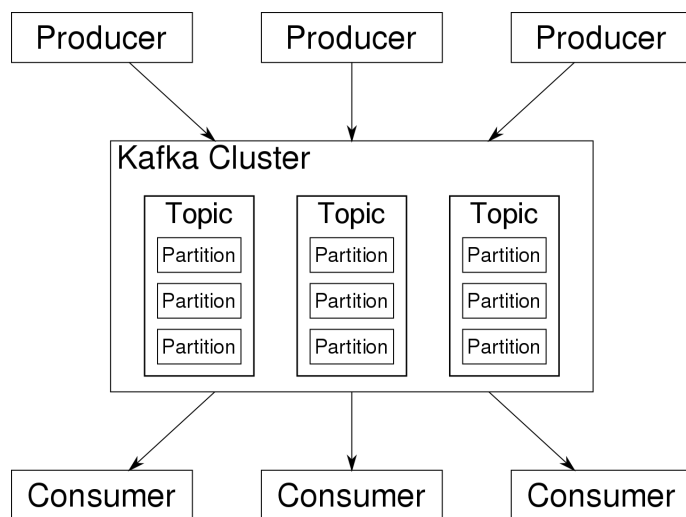 Producer Producer Producer
Kafka Cluster
Topic Topic Topic
Partition Partition Partition
Partition Partition Partition
Partition Partition Partition
Consumer Consumer Consumer